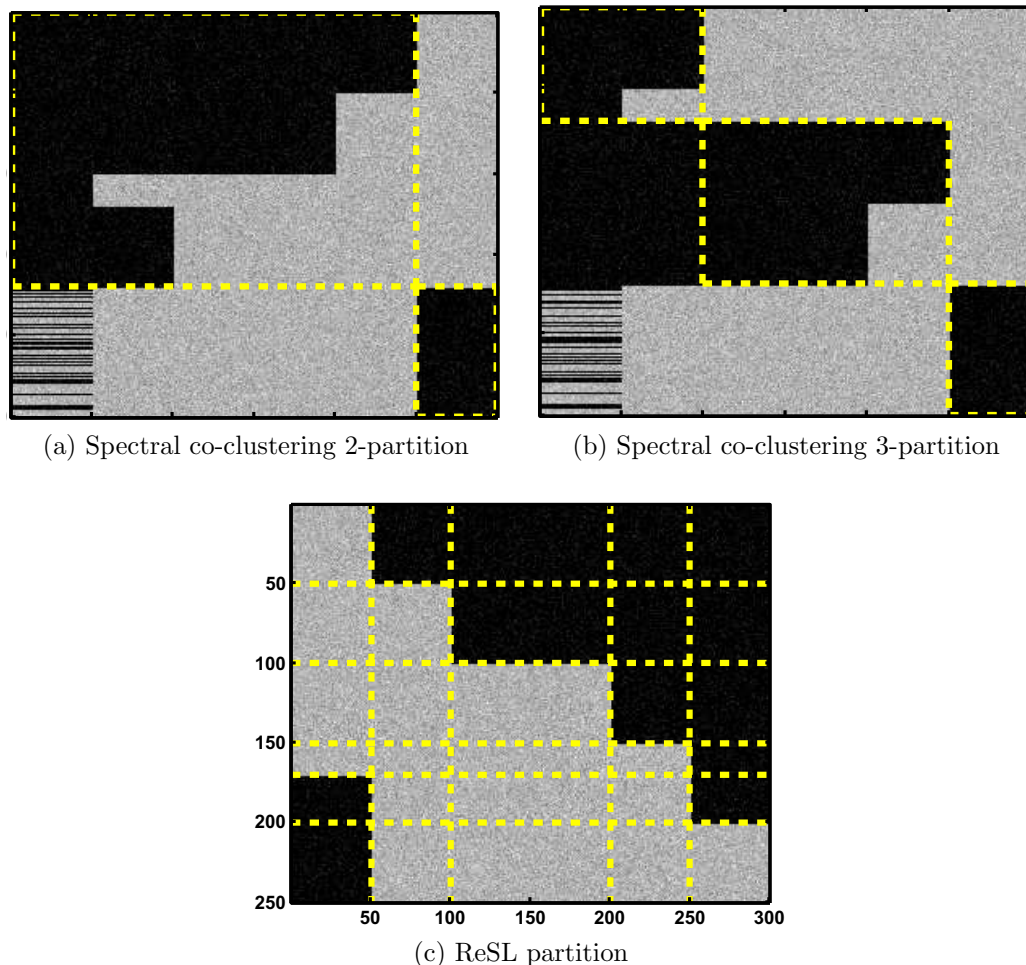 (a) Spectral co-clustering 2-partition
(b) Spectral co-clustering 3-partition
50
100
150
200
250
50 100 150 200 250 300
(c) ReSL partition